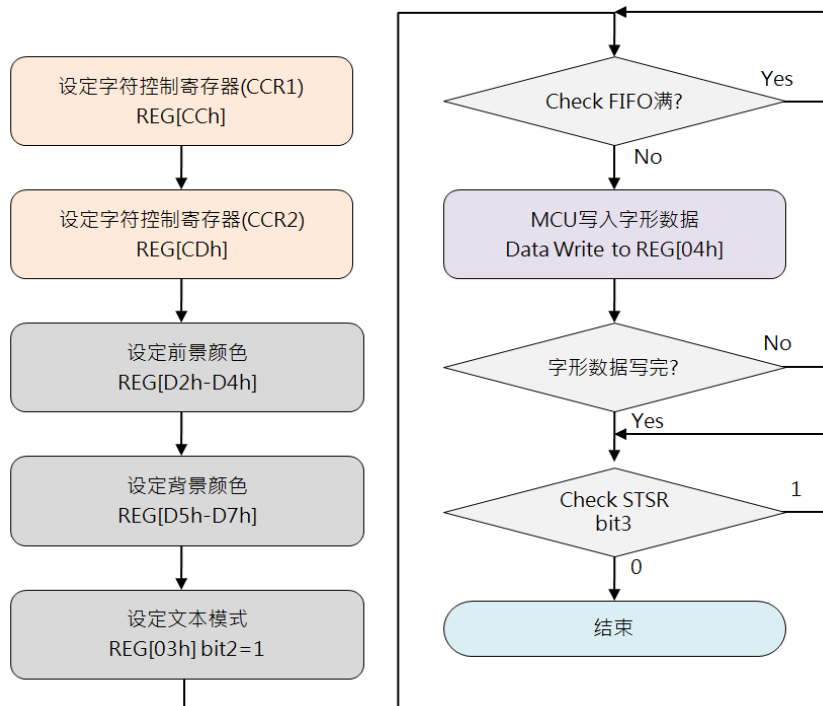 设定字符控制寄存器(CCR1)
REG[CCh]
设定字符控制寄存器(CCR2)
REG[CDh]
设定前景颜色
REG[D2h-D4h]
设定背景颜色
REG[D5h-D7h]
设定文本模式
REG[03h] bit2=1
Check FIFO满?
Yes
No
MCU写入字形数据
Data Write to REG[04h]
字形数据写完?
No
Yes
Check STSR
bit3
1
0
结束